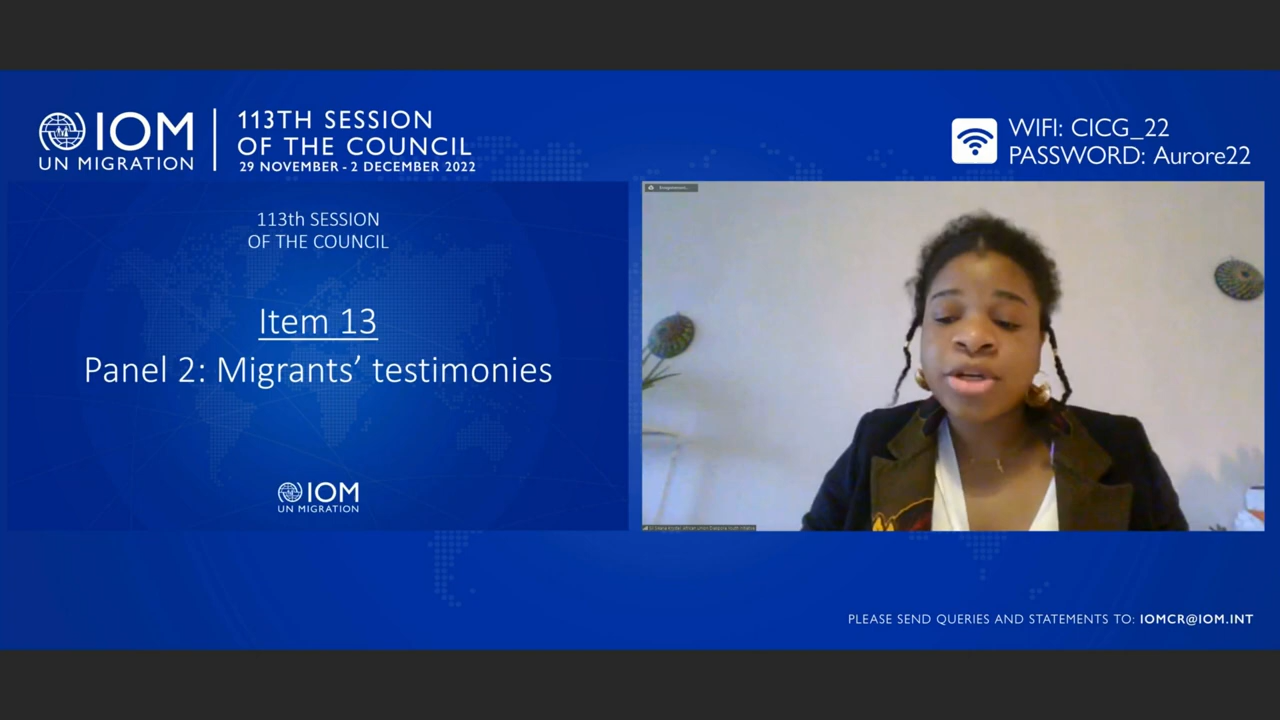 IOM
UN MIGRATION
113TH SESSION
OF THE COUNCIL
29 NOVEMBER - 2 DECEMBER 2022
WIFI: CICG_22
PASSWORD: Aurore22
113th SESSION
OF THE COUNCIL
Item 13
Panel 2: Migrants’ testimonies
IOM
UN MIGRATION
PLEASE SEND QUERIES AND STATEMENTS TO: IOMCR@IOM.INT